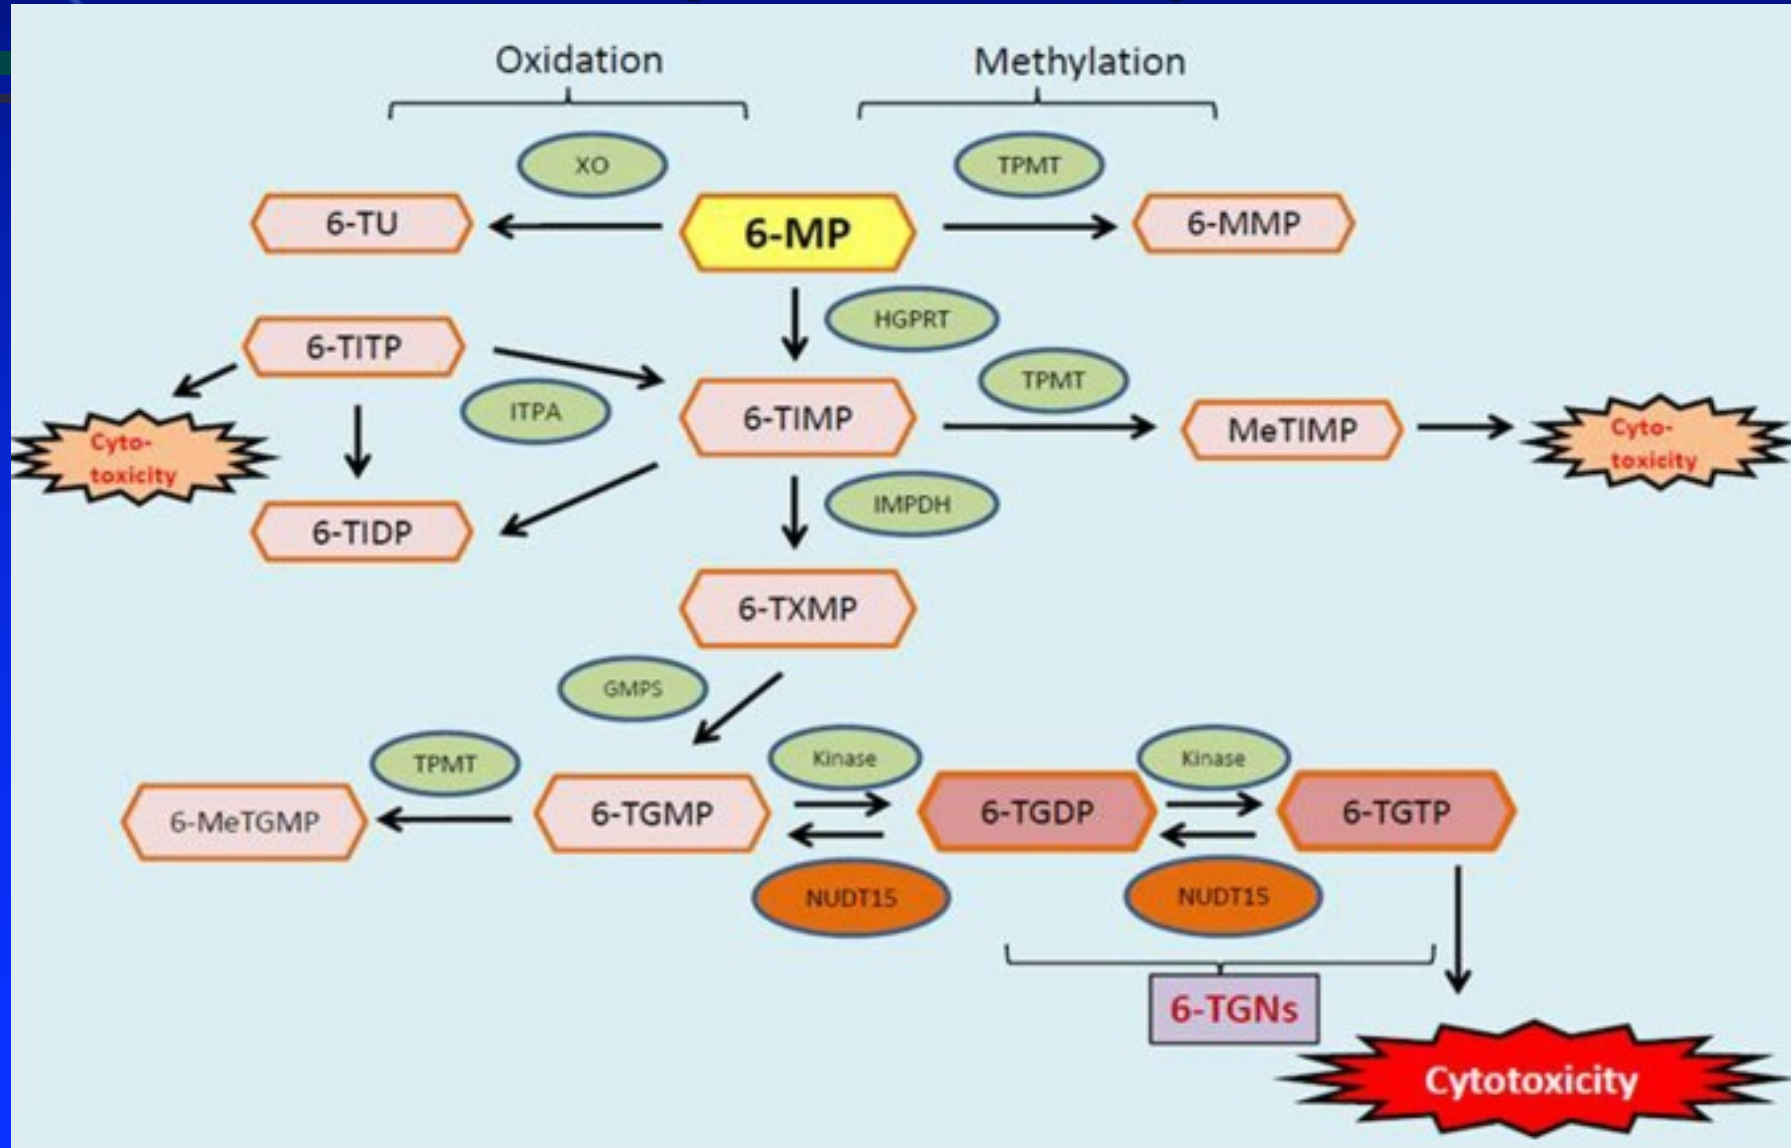 Oxidation
Methylation
XO
TPMT
6-TU
6-MP
6-MMP
HGPRT
6-TITP
TPMT
ITPA
6-TIMP
MeTIMP
Cyto-
toxicity
Cyto-
toxicity
IMPDH
6-TIDP
6-TXMP
GMPS
TPMT
Kinase
Kinase
6-MeTGMP
6-TGMP
6-TGDP
6-TGTP
NUDT15
NUDT15
6-TGNs
Cytotoxicity